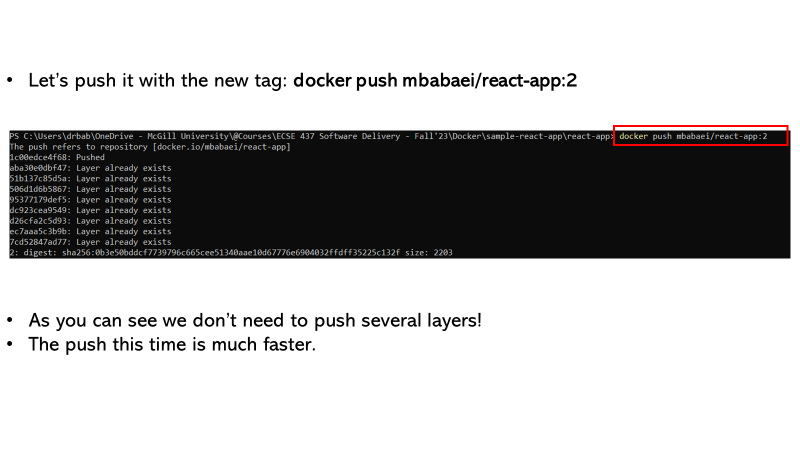 • Let's push it with the new tag: docker push mbabaei/react-app:2
PS C:\Users\drbab\OneDrive - McGill University\@Courses\ECSE 437 Software Delivery - Fall'23\Docker\sample-react-app\react-app> docker push mbabaei/react-app:2
The push refers to repository [docker.io/mbabaei/react-app]
1c00edce4f68: Pushed
aba30e0dbf47: Layer already exists
51b137c85d5a: Layer already exists
506d1d6b5867: Layer already exists
95377179def5: Layer already exists
dc923cea9549: Layer already exists
d26cfa2c5d93: Layer already exists
ec7aaa5c3b9b: Layer already exists
7cd52847ad77: Layer already exists
2: digest: sha256:0b3e50bddcf7739796c665cee51340aae10d67776e6904032ffdff35225c132f size: 2203
• As you can see we don't need to push several layers!
• The push this time is much faster.